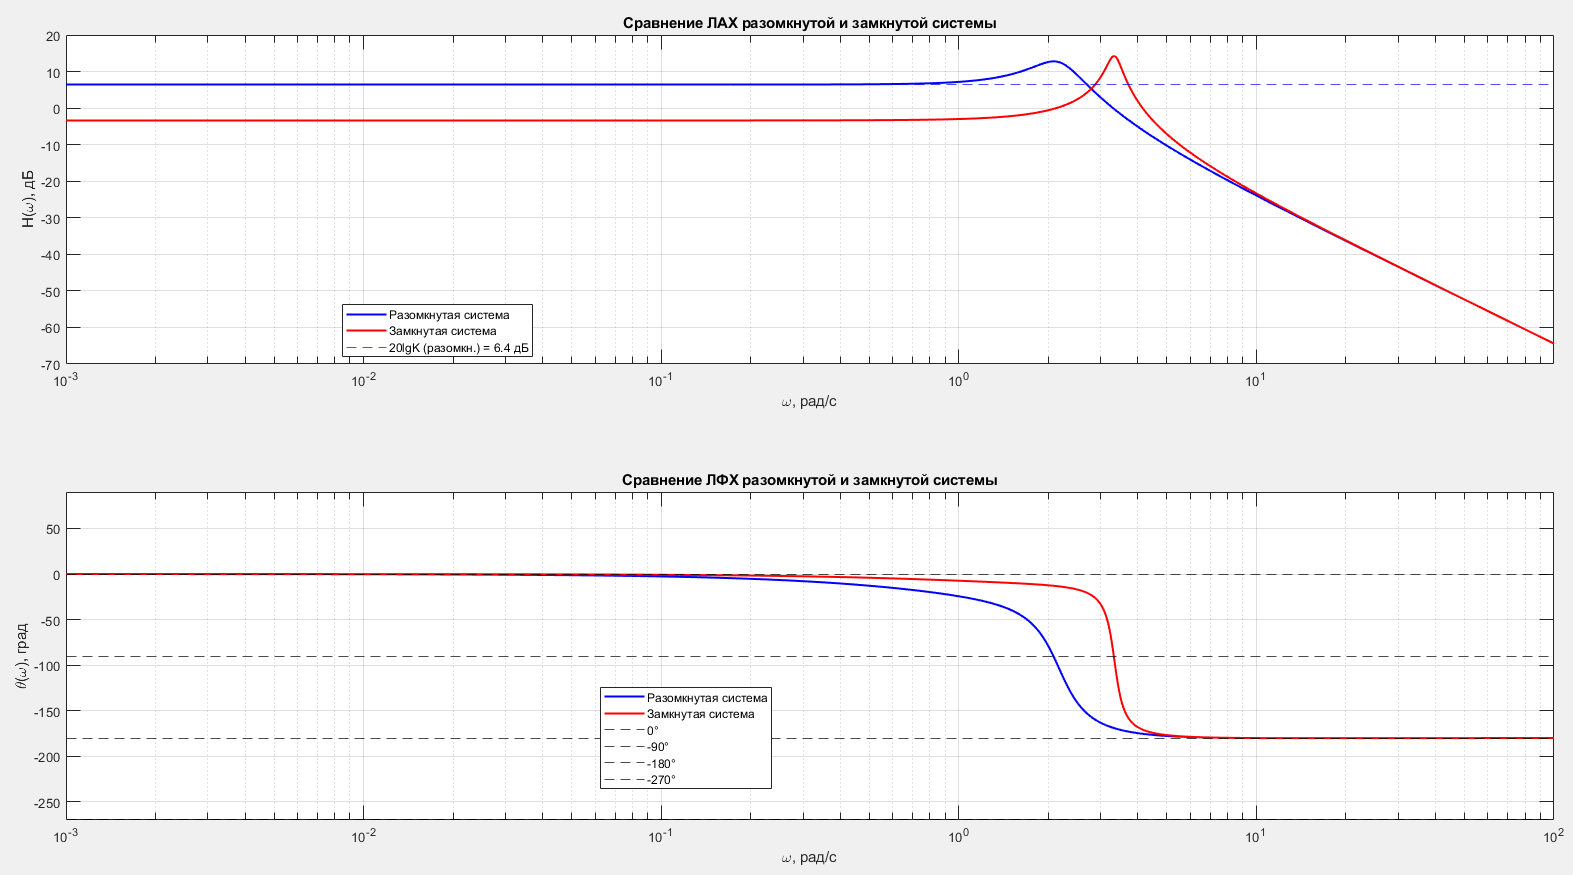 Сравнение ЛАХ разомкнутой и замкнутой системы
20
10
0
-10
-20
-30
-40
-50
-60
-70
H(ω), дБ
Разомкнутая система
Замкнутая система
20lgK (разомкн.) = 6.4 дБ
10^-3 10^-2 10^-1 10^0 10^1
ω, рад/с
Сравнение ЛФХ разомкнутой и замкнутой системы
50
0
-50
-100
-150
-200
-250
θ(ω), град
Разомкнутая система
Замкнутая система
0°
-90°
-180°
-270°
10^-3 10^-2 10^-1 10^0 10^1 10^2
ω, рад/с